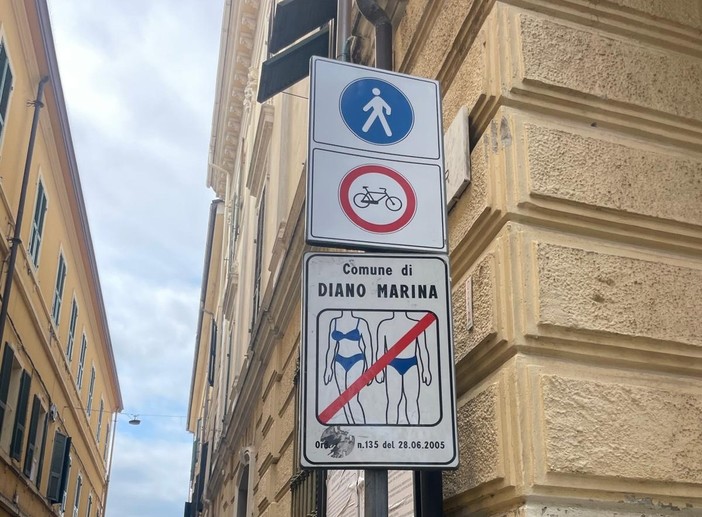 Comune di
DIANO MARINA
n.135 del 28.06.2005